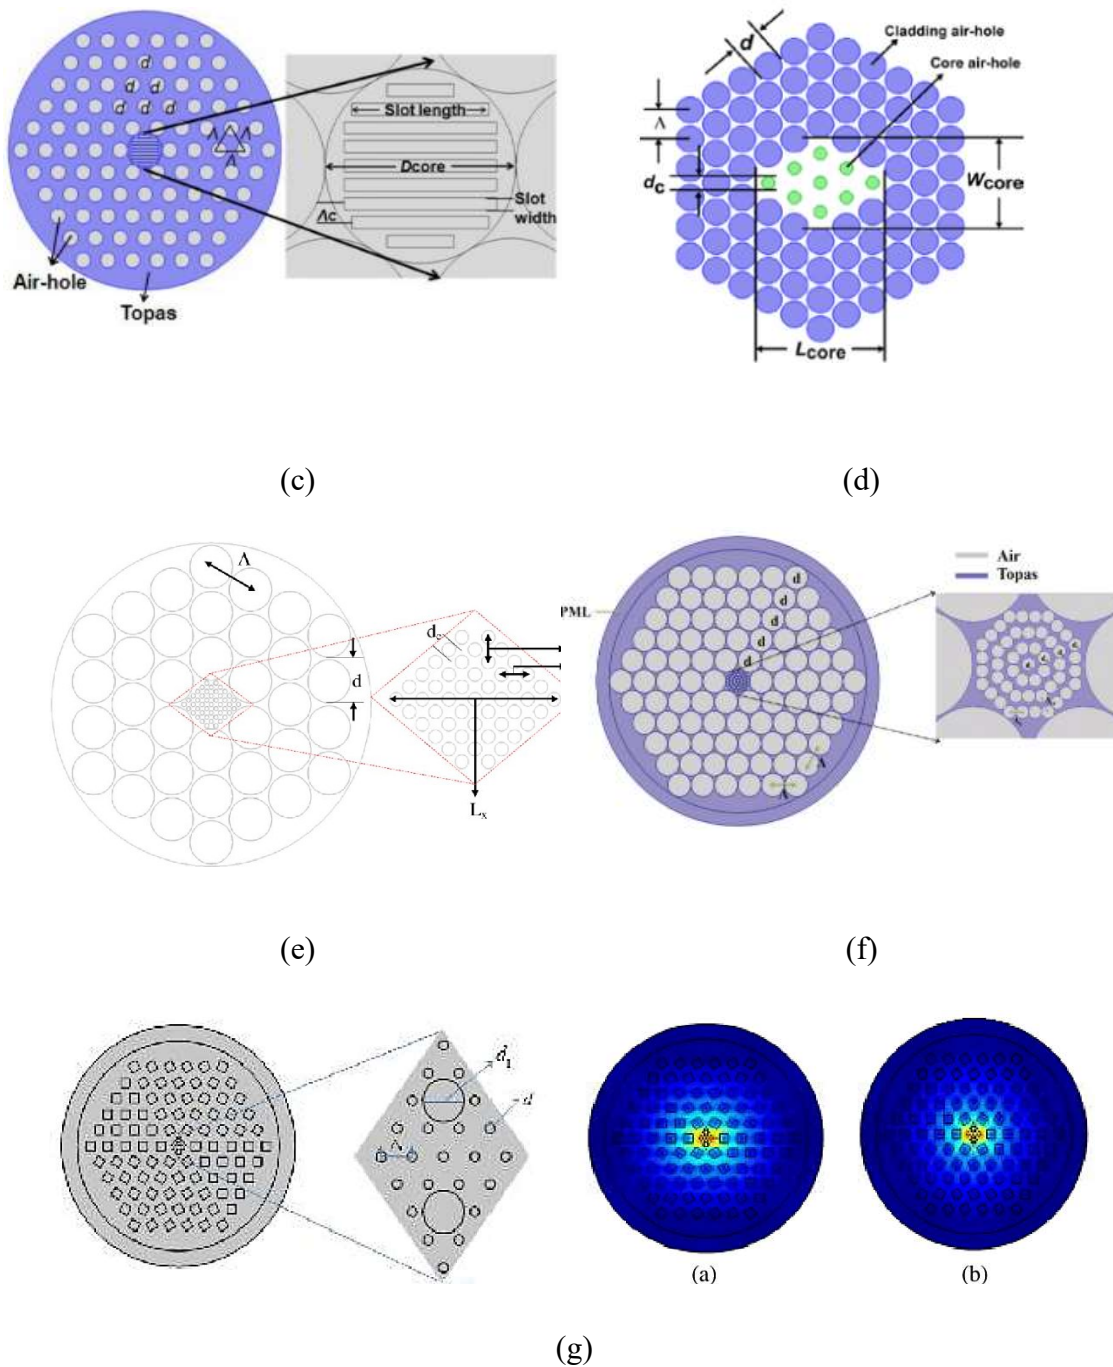 d
d d
d d d
Λ Λ
Λ
Air-hole
Topas
Slot length
Dcore
Slot
width
Λc
d
Cladding air-hole
Core air-hole
Λ
dc
Wcore
Lcore
(c)
(d)
Λ
d
dc
Lx
PML
d
d
d
d
d
Λ
Λ
Air
Topas
(e)
(f)
d1
d
Λ
(a)
(b)
(g)